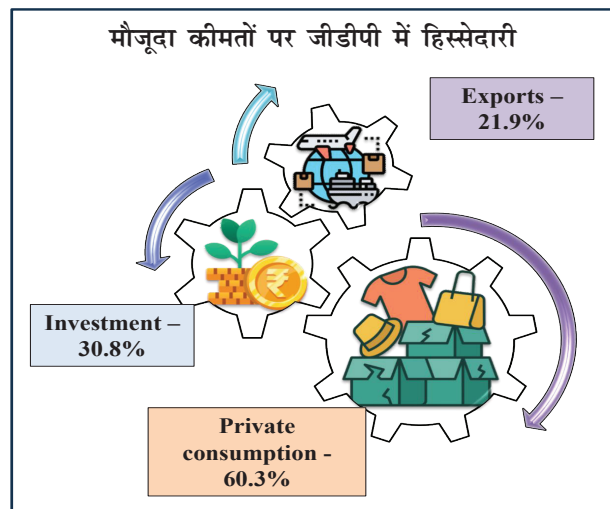 मौजूदा कीमतों पर जीडीपी में हिस्सेदारी
Exports –
21.9%
Investment –
30.8%
Private
consumption -
60.3%